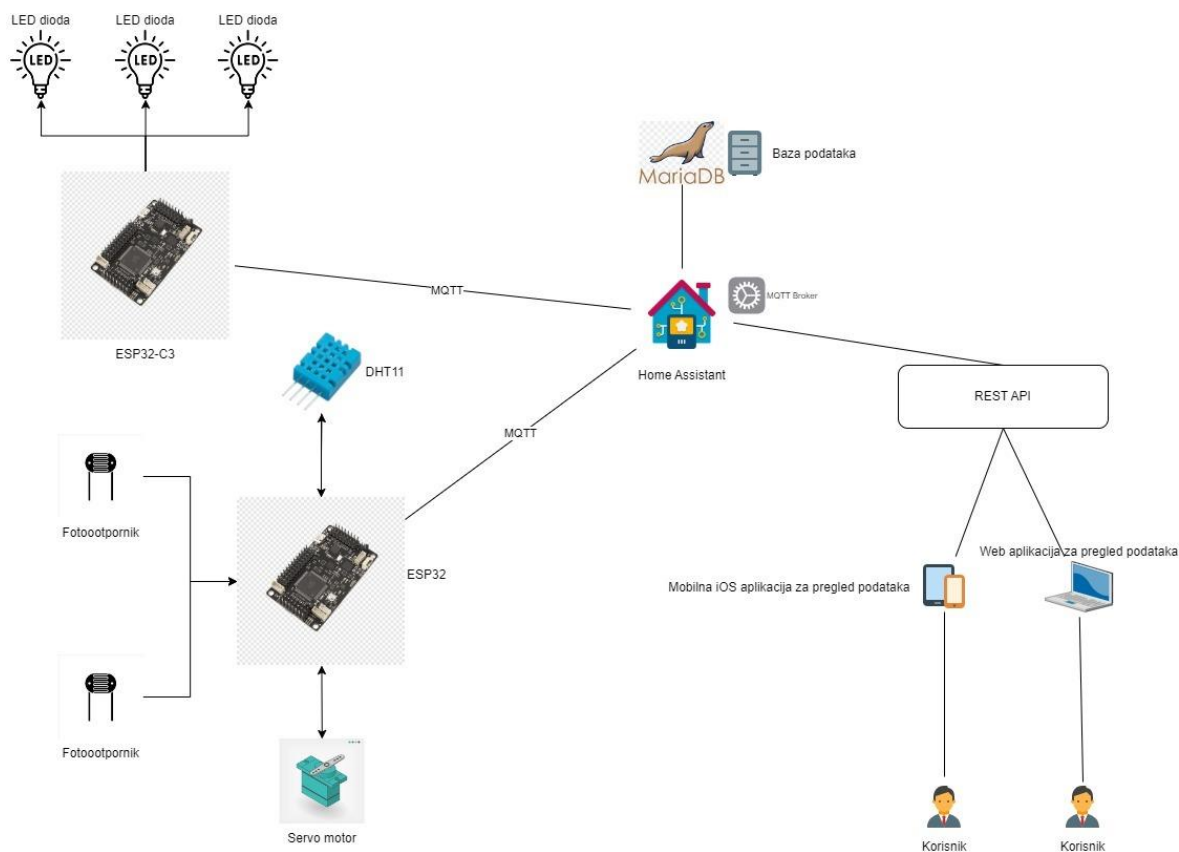 LED dioda
LED dioda
LED dioda
LED
LED
LED
MariaDB
Baza podataka
MQTT
MQTT Broker
ESP32-C3
DHT11
Home Assistant
REST API
MQTT
Fotoootpornik
ESP32
Web aplikacija za pregled podataka
Mobilna iOS aplikacija za pregled podataka
Fotoootpornik
Servo motor
Korisnik
Korisnik